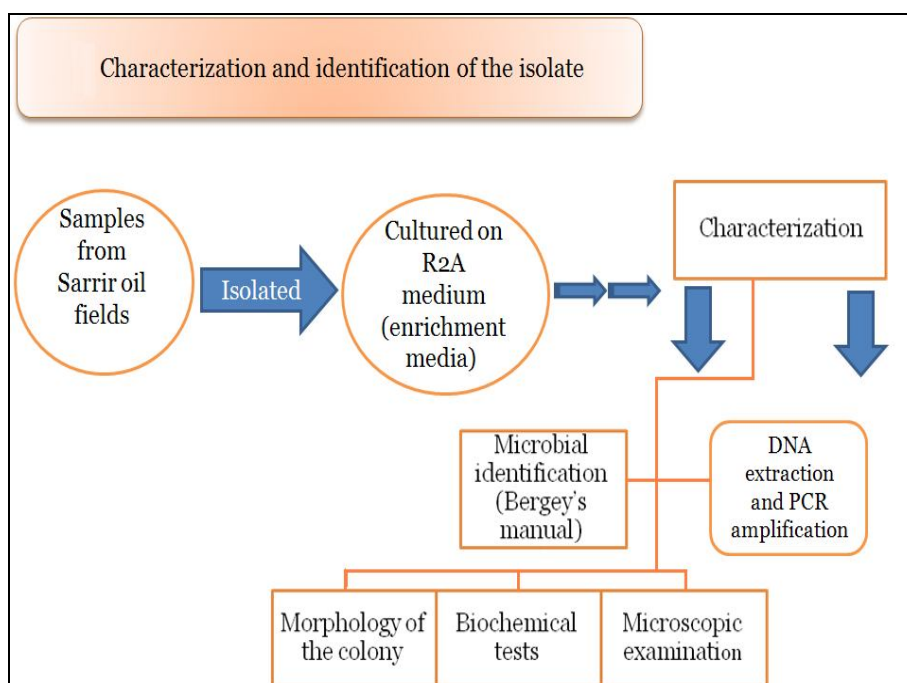 Characterization and identification of the isolate
Samples
from
Sarrir oil
fields
Isolated
Cultured on
R2A
medium
(enrichment
media)
Characterization
Microbial
identification
(Bergey's
manual)
DNA
extraction
and PCR
amplification
Morphology of
the colony
Biochemical
tests
Microscopic
examination